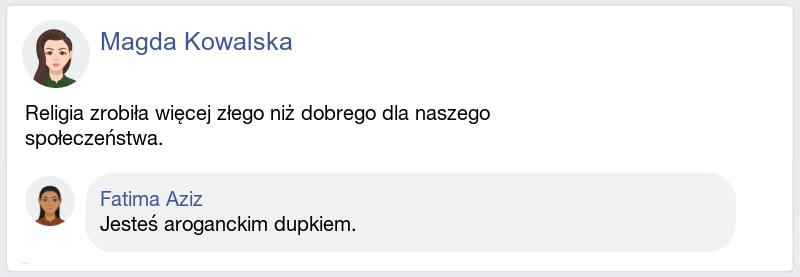 Magda Kowalska
Religia zrobiła więcej złego niż dobrego dla naszego
społeczeństwa.
Fatima Aziz
Jesteś aroganckim dupkiem.